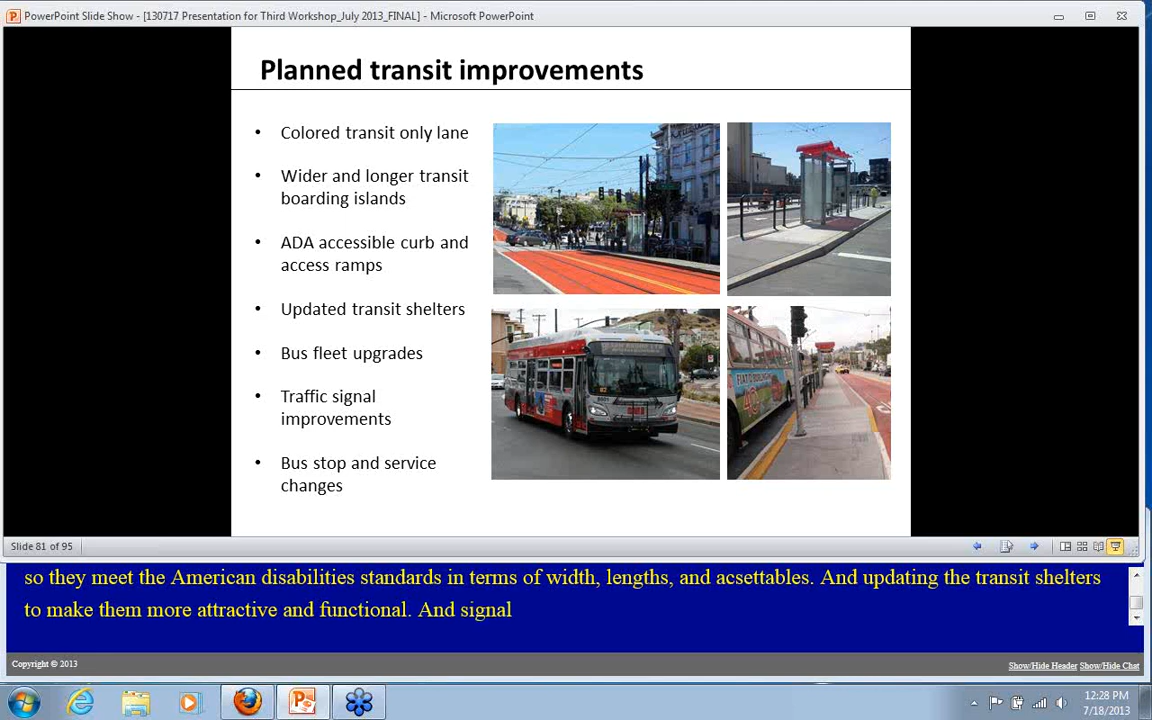 PowerPoint Slide Show - [130717 Presentation for Third Workshop_July 2013_FINAL] - Microsoft PowerPoint
Planned transit improvements
• Colored transit only lane
• Wider and longer transit
boarding islands
• ADA accessible curb and
access ramps
• Updated transit shelters
• Bus fleet upgrades
• Traffic signal
improvements
• Bus stop and service
changes
Slide 81 of 95
so they meet the American disabilities standards in terms of width, lengths, and acsettables. And updating the transit shelters
to make them more attractive and functional. And signal
Copyright © 2013
Show/Hide Header Show/Hide Chat
12:28 PM
7/18/2013